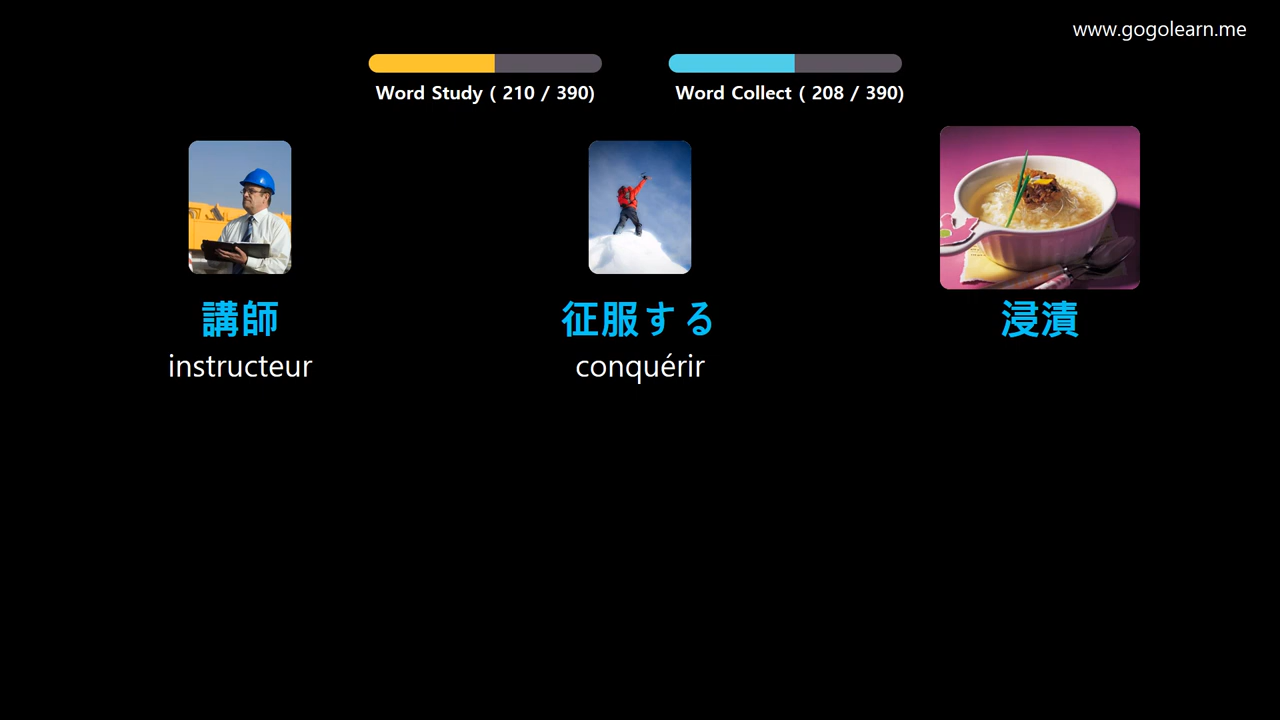 www.gogolearn.me
Word Study ( 210 / 390)
Word Collect ( 208 / 390)
講師
instructeur
征服する
conquérir
浸漬